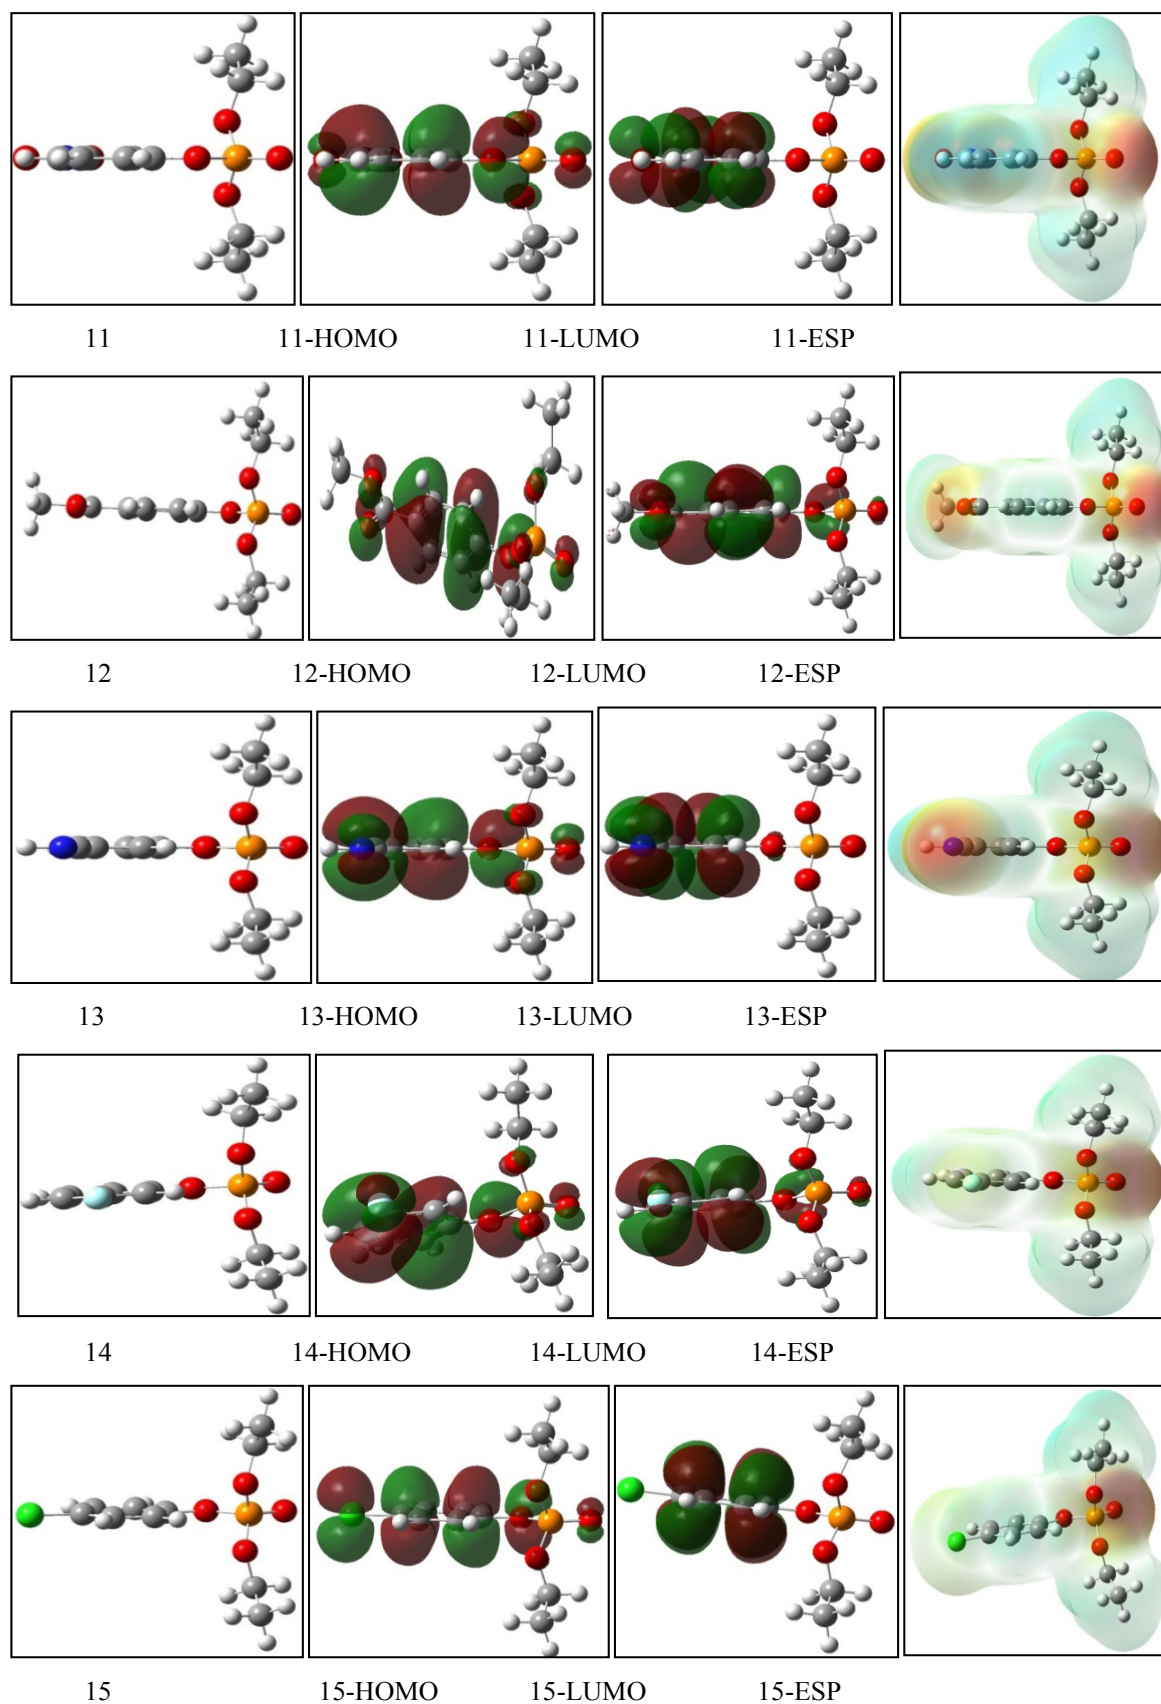 11 11-HOMO 11-LUMO 11-ESP
12 12-HOMO 12-LUMO 12-ESP
13 13-HOMO 13-LUMO 13-ESP
14 14-HOMO 14-LUMO 14-ESP
15 15-HOMO 15-LUMO 15-ESP